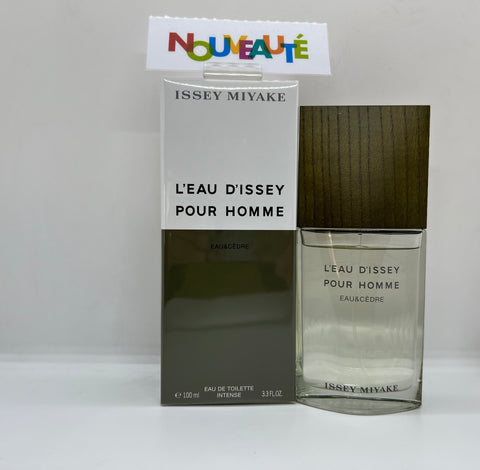 NOUVEAUTÉ
ISSEY MIYAKE
L'EAU D'ISSEY
POUR HOMME
EAU&CÈDRE
EAU DE TOILETTE
INTENSE
℮ 100 ml
3.3 FL.OZ.
L'EAU D'ISSEY
POUR HOMME
EAU&CÈDRE
ISSEY MIYAKE